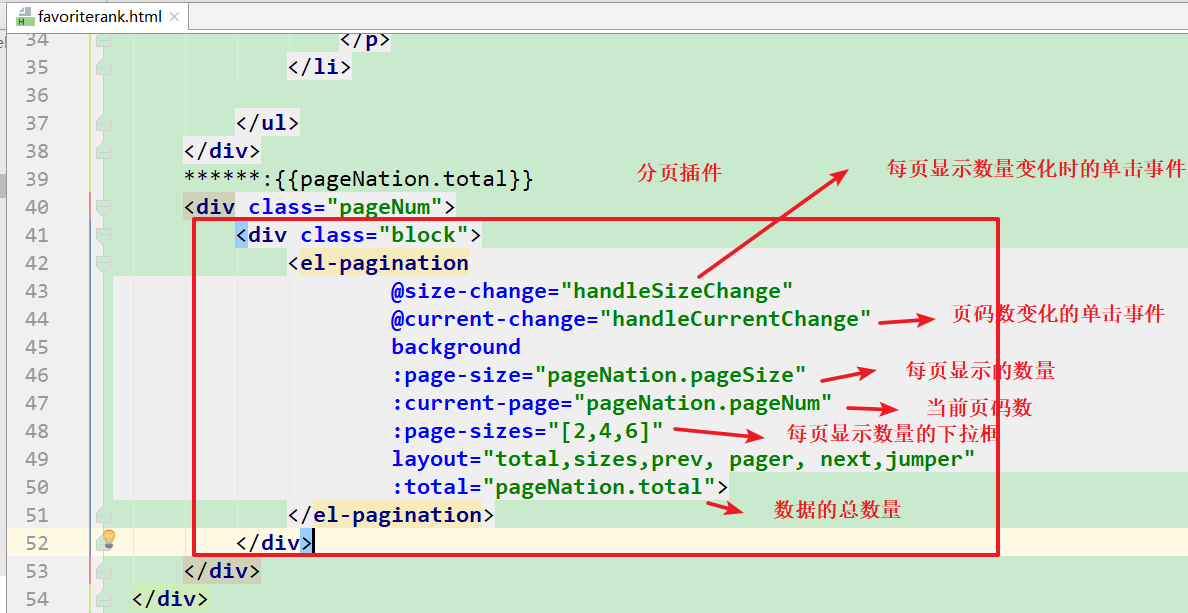 favoriterank.html
34 </p>
35 </li>
36
37 </ul>
38 </div>
39 ******:{{pageNation.total}} 分页插件 每页显示数量变化时的单击事件
40 <div class="pageNum">
41 <div class="block">
42 <el-pagination
43 @size-change="handleSizeChange"
44 @current-change="handleCurrentChange" 页码数变化的单击事件
45 background
46 :page-size="pageNation.pageSize" 每页显示的数量
47 :current-page="pageNation.pageNum" 当前页码数
48 :page-sizes="[2,4,6]" 每页显示数量的下拉框
49 layout="total,sizes,prev, pager, next,jumper"
50 :total="pageNation.total">
51 </el-pagination> 数据的总数量
52 </div>
53 </div>
54 </div>